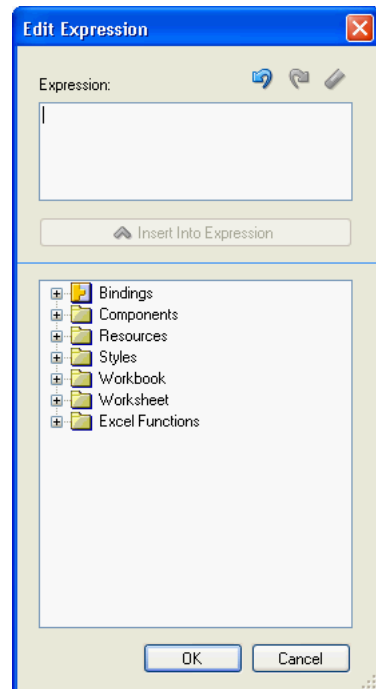 Edit Expression
Expression:
Insert Into Expression
Bindings
Components
Resources
Styles
Workbook
Worksheet
Excel Functions
OK Cancel